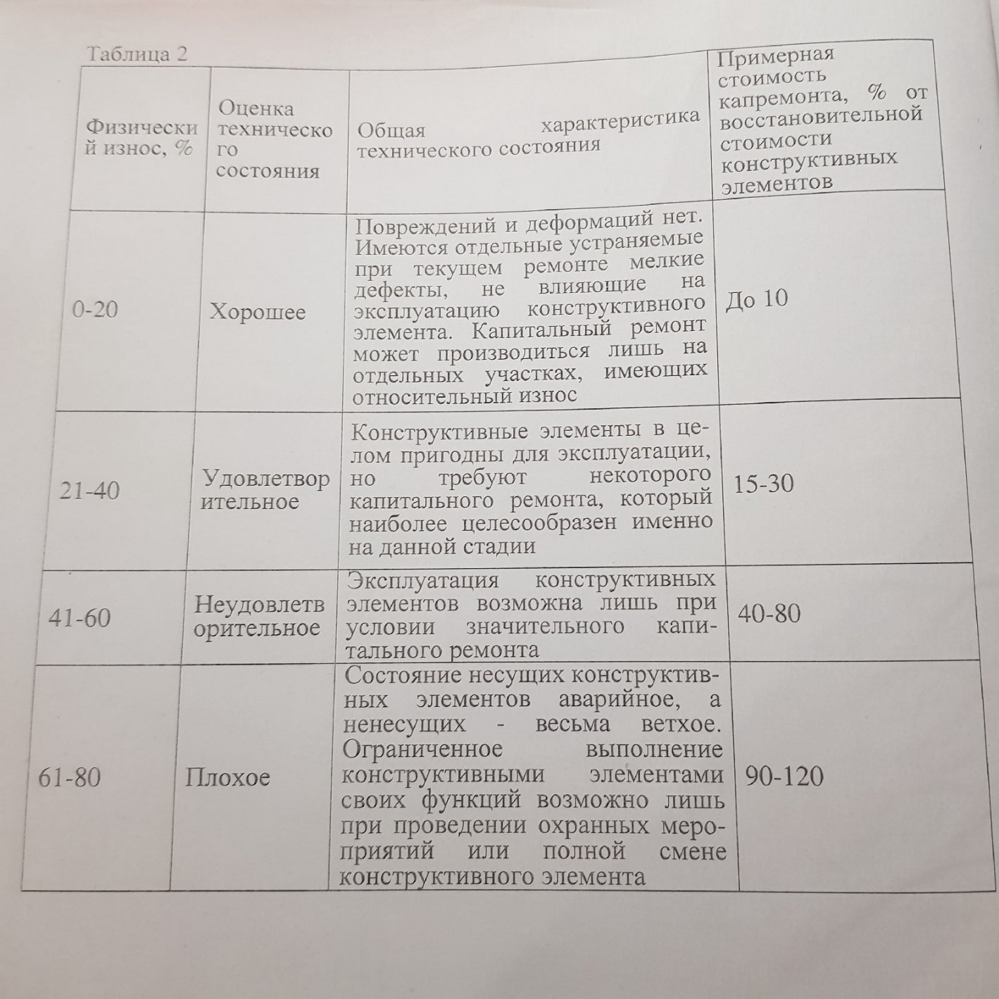 Таблица 2
Физически
й износ, %
Оценка
техническо
го
состояния
Общая характеристика
технического состояния
Примерная
стоимость
капремонта, % от
восстановительной
стоимости
конструктивных
элементов
0-20
Хорошее
Повреждений и деформаций нет.
Имеются отдельные устраняемые
при текущем ремонте мелкие
дефекты, не влияющие на
эксплуатацию конструктивного
элемента. Капитальный ремонт
может производиться лишь на
отдельных участках, имеющих
относительный износ
До 10
21-40
Удовлетвор
ительное
Конструктивные элементы в це-
лом пригодны для эксплуатации,
но требуют некоторого
капитального ремонта, который
наиболее целесообразен именно
на данной стадии
15-30
41-60
Неудовлетв
орительное
Эксплуатация конструктивных
элементов возможна лишь при
условии значительного капи-
тального ремонта
40-80
61-80
Плохое
Состояние несущих конструктив-
ных элементов аварийное, а
ненесущих - весьма ветхое.
Ограниченное выполнение
конструктивными элементами
своих функций возможно лишь
при проведении охранных меро-
приятий или полной смене
конструктивного элемента
90-120